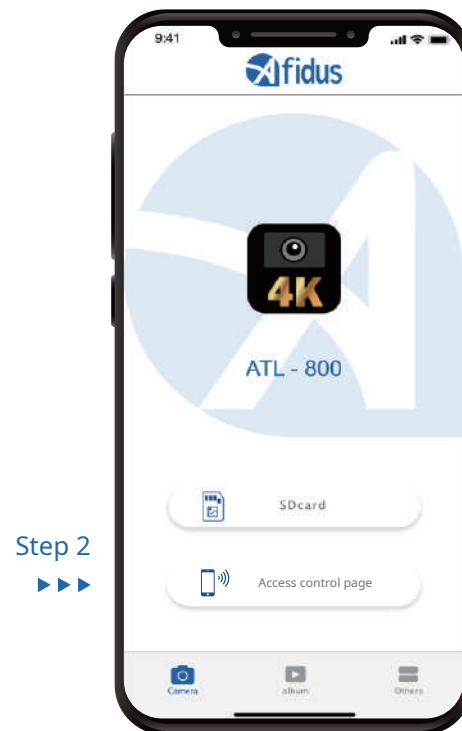 9:41
Afidus
4K
ATL - 800
SDcard
Step 2
Access control page
Camera
album
Others